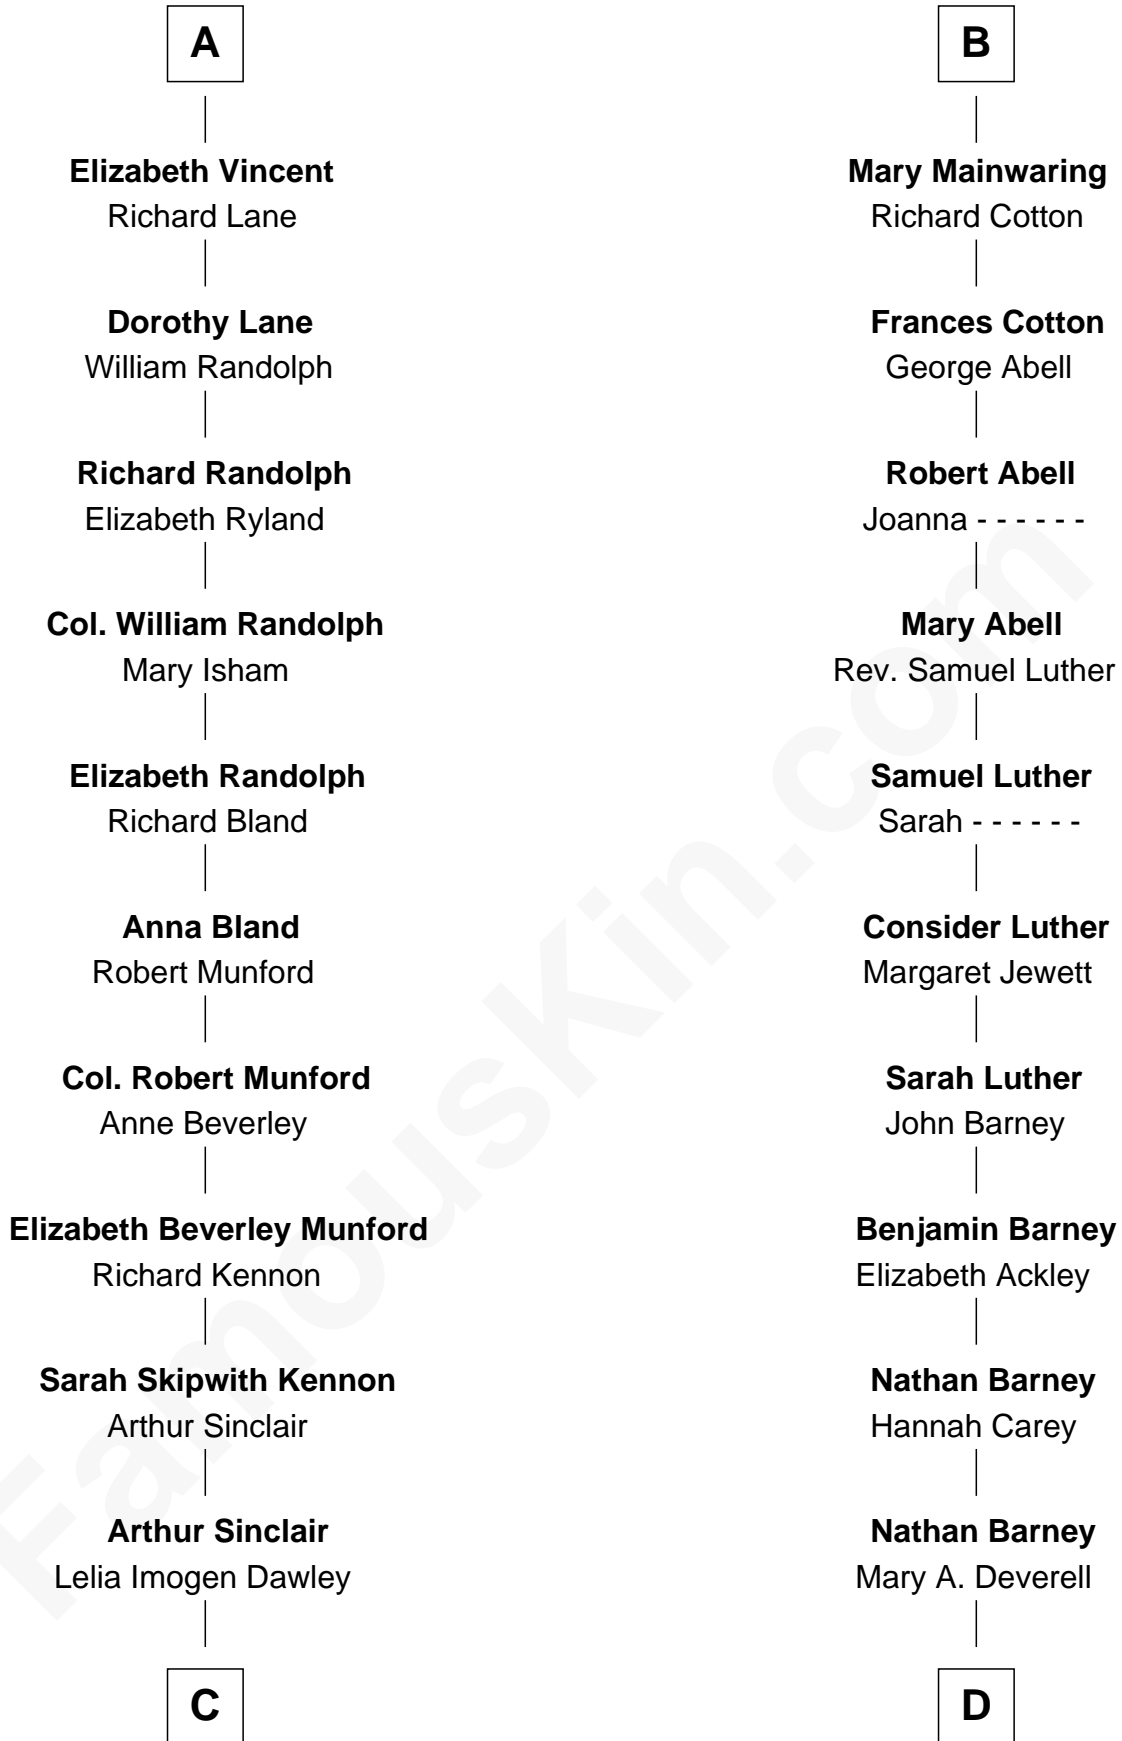 A
Elizabeth Vincent
Richard Lane
Dorothy Lane
William Randolph
Richard Randolph
Elizabeth Ryland
Col. William Randolph
Mary Isham
Elizabeth Randolph
Richard Bland
Anna Bland
Robert Munford
Col. Robert Munford
Anne Beverley
Elizabeth Beverley Munford
Richard Kennon
Sarah Skipwith Kennon
Arthur Sinclair
Arthur Sinclair
Lelia Imogen Dawley
C
B
Mary Mainwaring
Richard Cotton
Frances Cotton
George Abell
Robert Abell
Joanna - - - - - -
Mary Abell
Rev. Samuel Luther
Samuel Luther
Sarah - - - - - -
Consider Luther
Margaret Jewett
Sarah Luther
John Barney
Benjamin Barney
Elizabeth Ackley
Nathan Barney
Hannah Carey
Nathan Barney
Mary A. Deverell
D
FamousKin.com